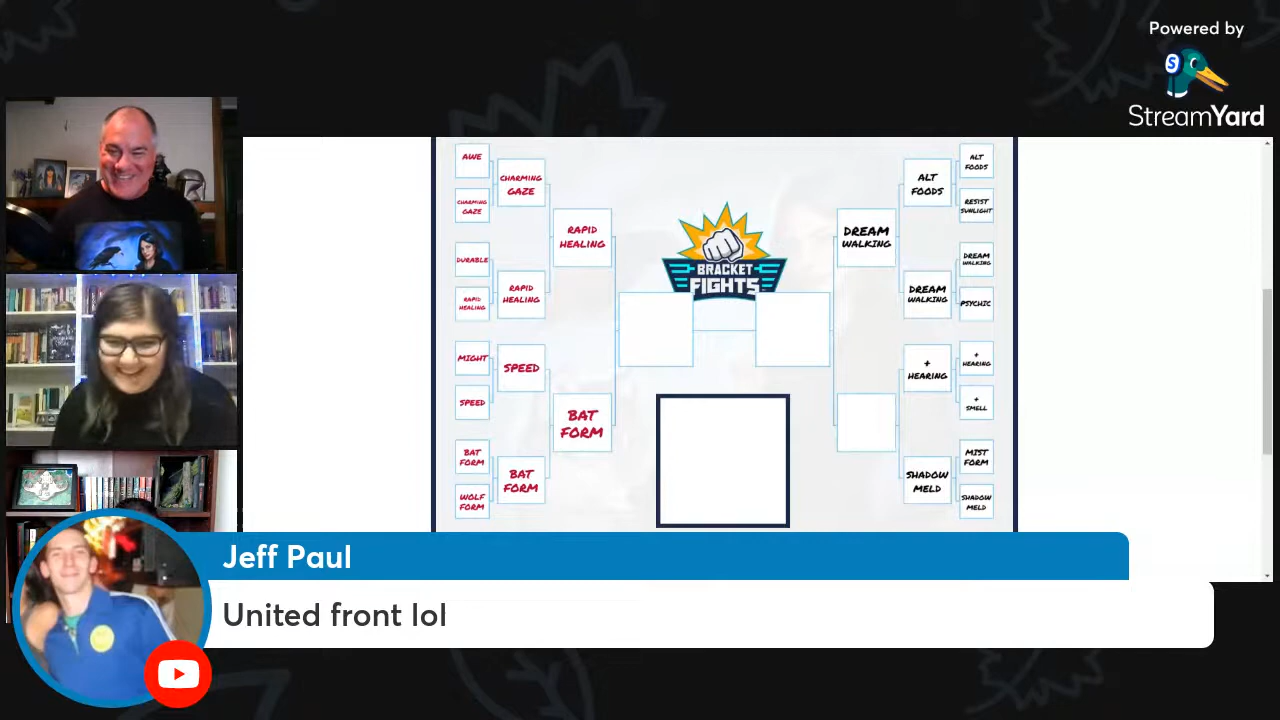 Powered by
StreamYard
AWE
CHARMING
GAZE
DURABLE
RAPID
HEALING
MIGHT
SPEED
BAT
FORM
WOLF
FORM
CHARMING
GAZE
RAPID
HEALING
SPEED
BAT
FORM
RAPID
HEALING
BAT
FORM
BRACKET
FIGHTS
DREAM
WALKING
ALT
FOODS
DREAM
WALKING
+
HEARING
SHADOW
MELD
ALT
FOODS
RESIST
SUNLIGHT
DREAM
WALKING
PSYCHIC
+
HEARING
+
SMELL
MIST
FORM
SHADOW
MELD
Jeff Paul
United front lol